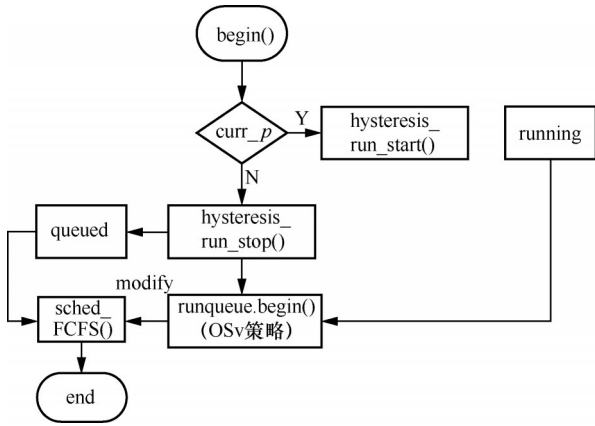 begin()
curr_p
Y
hysteresis_
run_start()
running
N
queued
hysteresis_
run_stop()
modify
sched_
FCFS()
runqueue.begin()
(OSv策略)
end